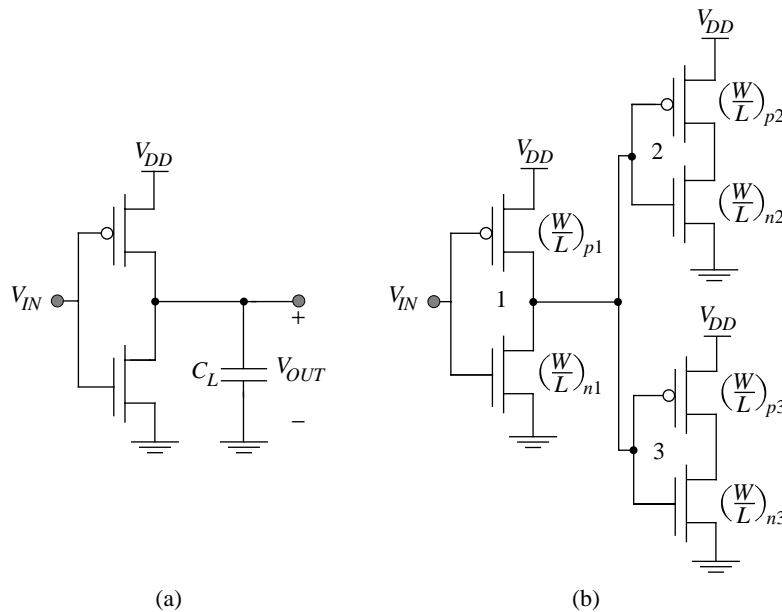 V_DD
V_IN
C_L
V_OUT
+
–
(a)
V_DD
V_IN
1
(W/L)_p1
(W/L)_n1
V_DD
2
(W/L)_p2
(W/L)_n2
V_DD
3
(W/L)_p3
(W/L)_n3
(b)